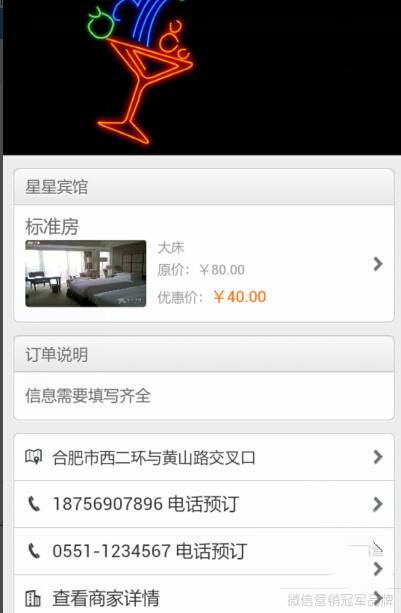 星星宾馆
标准房
大床
原价：￥80.00
优惠价：￥40.00
订单说明
信息需要填写齐全
合肥市西二环与黄山路交叉口
18756907896 电话预订
0551-1234567 电话预订
查看商家详情
微信营销冠军品牌